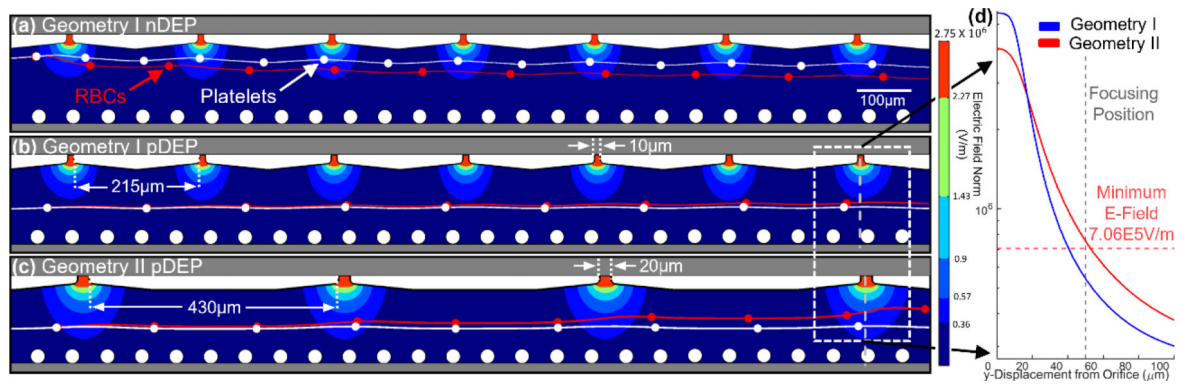 (a) Geometry I nDEP
RBCs
Platelets
100μm
(b) Geometry I pDEP
10μm
215μm
(c) Geometry II pDEP
20μm
430μm
2.75 X 10⁶
2.27
1.43
0.9
0.57
0.36
Electric Field Norm
(V/m)
(d)
Geometry I
Geometry II
Focusing
Position
10⁶
Minimum
E-Field
7.06E5V/m
0 20 40 60 80 100
y-Displacement from Orifice (μm)